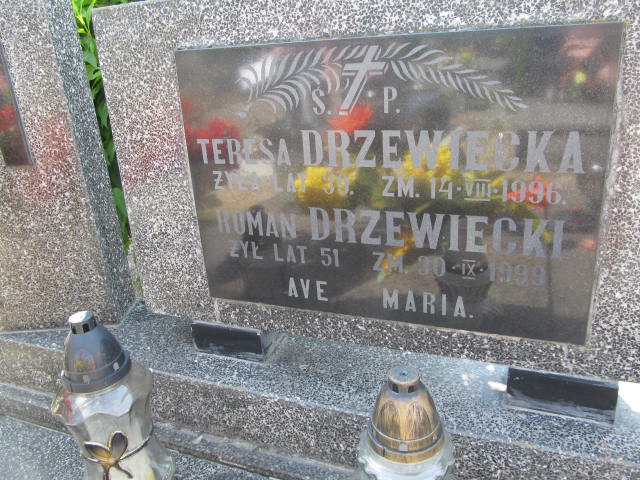 Ś. P.
TERESA DRZEWIECKA
ŻYŁA LAT 39. ZM. 14·VIII·1996.
ROMAN DRZEWIECKI
ŻYŁ LAT 51 ZM. 30·IX·1999
AVE MARIA.